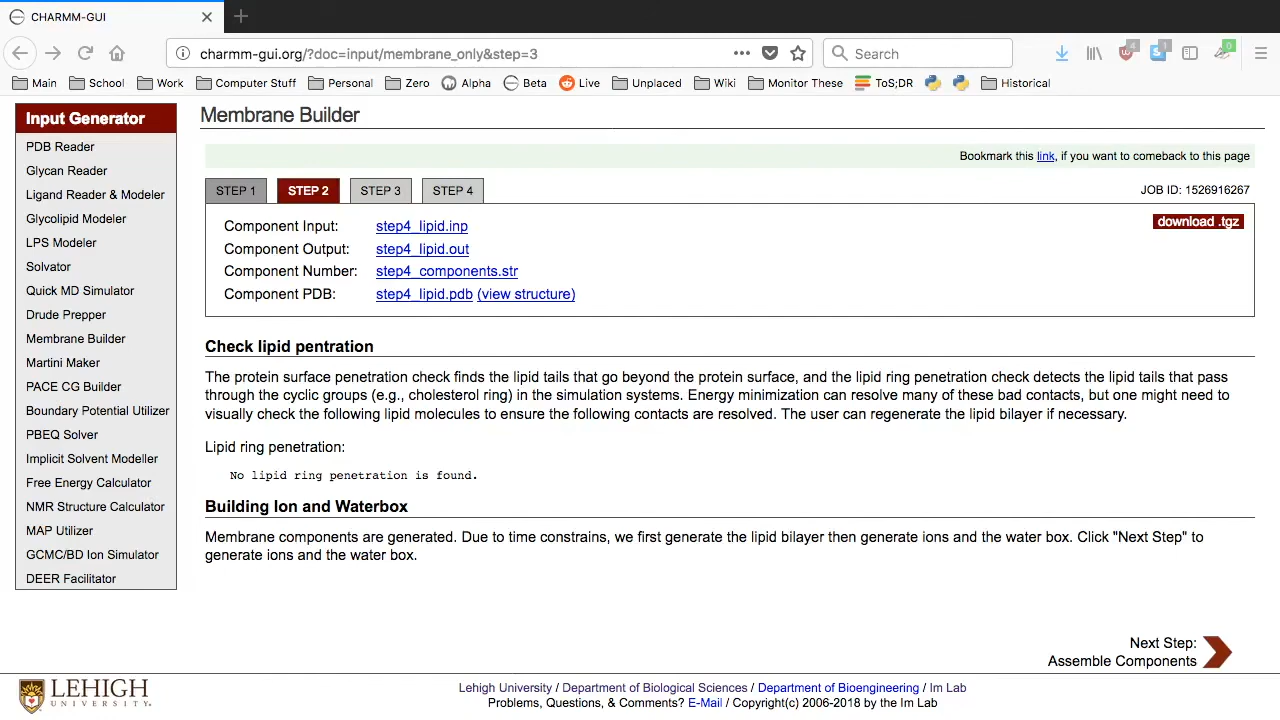 CHARMM-GUI
charmm-gui.org/?doc=input/membrane_only&step=3
Search
4
1
0
Main School Work Computer Stuff Personal Zero Alpha Beta Live Unplaced Wiki Monitor These ToS;DR Historical
Input Generator
PDB Reader
Glycan Reader
Ligand Reader & Modeler
Glycolipid Modeler
LPS Modeler
Solvator
Quick MD Simulator
Drude Prepper
Membrane Builder
Martini Maker
PACE CG Builder
Boundary Potential Utilizer
PBEQ Solver
Implicit Solvent Modeller
Free Energy Calculator
NMR Structure Calculator
MAP Utilizer
GCMC/BD Ion Simulator
DEER Facilitator
Membrane Builder
Bookmark this link, if you want to comeback to this page
STEP 1 STEP 2 STEP 3 STEP 4
JOB ID: 1526916267
download .tgz
Component Input: step4_lipid.inp
Component Output: step4_lipid.out
Component Number: step4_components.str
Component PDB: step4_lipid.pdb (view structure)
Check lipid pentration
The protein surface penetration check finds the lipid tails that go beyond the protein surface, and the lipid ring penetration check detects the lipid tails that pass
through the cyclic groups (e.g., cholesterol ring) in the simulation systems. Energy minimization can resolve many of these bad contacts, but one might need to
visually check the following lipid molecules to ensure the following contacts are resolved. The user can regenerate the lipid bilayer if necessary.
Lipid ring penetration:
No lipid ring penetration is found.
Building Ion and Waterbox
Membrane components are generated. Due to time constrains, we first generate the lipid bilayer then generate ions and the water box. Click "Next Step" to
generate ions and the water box.
Next Step:
Assemble Components
LEHIGH
UNIVERSITY
Lehigh University / Department of Biological Sciences / Department of Bioengineering / Im Lab
Problems, Questions, & Comments? E-Mail / Copyright(c) 2006-2018 by the Im Lab